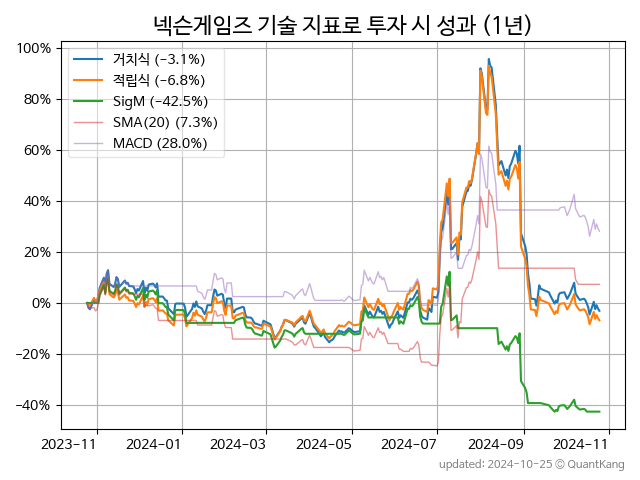 넥슨게임즈 기술 지표로 투자 시 성과 (1년)
100%
80%
60%
40%
20%
0%
−20%
−40%
거치식 (−3.1%)
적립식 (−6.8%)
SigM (−42.5%)
SMA(20) (7.3%)
MACD (28.0%)
2023−11 2024−01 2024−03 2024−05 2024−07 2024−09 2024−11
updated: 2024-10-25 © QuantKang